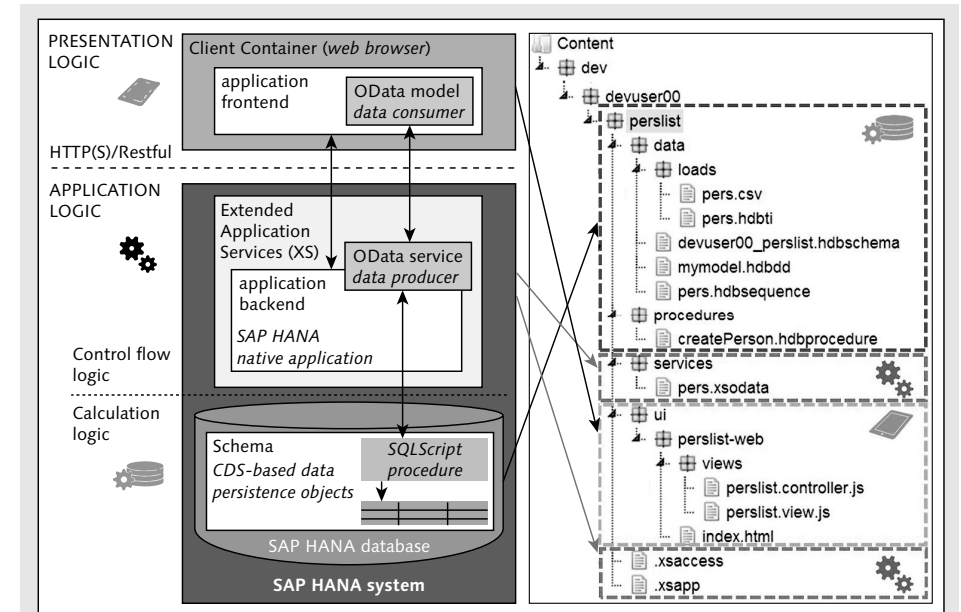 PRESENTATION
LOGIC
Client Container (web browser)
application
frontend
OData model
data consumer
HTTP(S)/Restful
APPLICATION
LOGIC
Extended
Application
Services (XS)
OData service
data producer
application
backend
SAP HANA
native application
Control flow
logic
Calculation
logic
Schema
CDS-based data
persistence objects
SQLScript
procedure
SAP HANA database
SAP HANA system
Content
dev
devuser00
perslist
data
loads
pers.csv
pers.hdbti
devuser00_perslist.hdbschema
mymodel.hdbdd
pers.hdbsequence
procedures
createPerson.hdbprocedure
services
pers.xsodata
ui
perslist-web
views
perslist.controller.js
perslist.view.js
index.html
.xsaccess
.xsapp